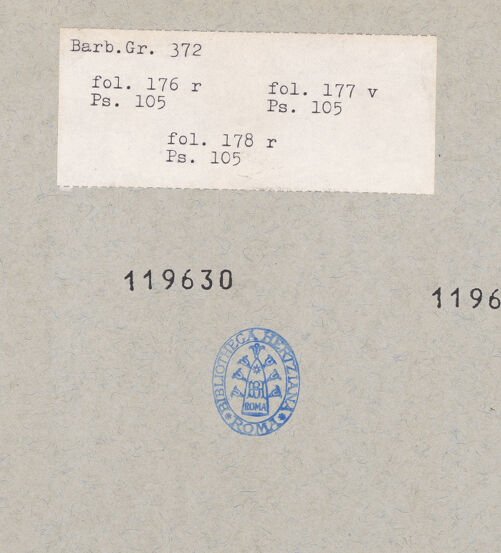 Barb.Gr. 372
fol. 176 r fol. 177 v
Ps. 105 Ps. 105
fol. 178 r
Ps. 105
119630 1196
BIBLIOTHECA HERTZIANA
ROMA
ROMA